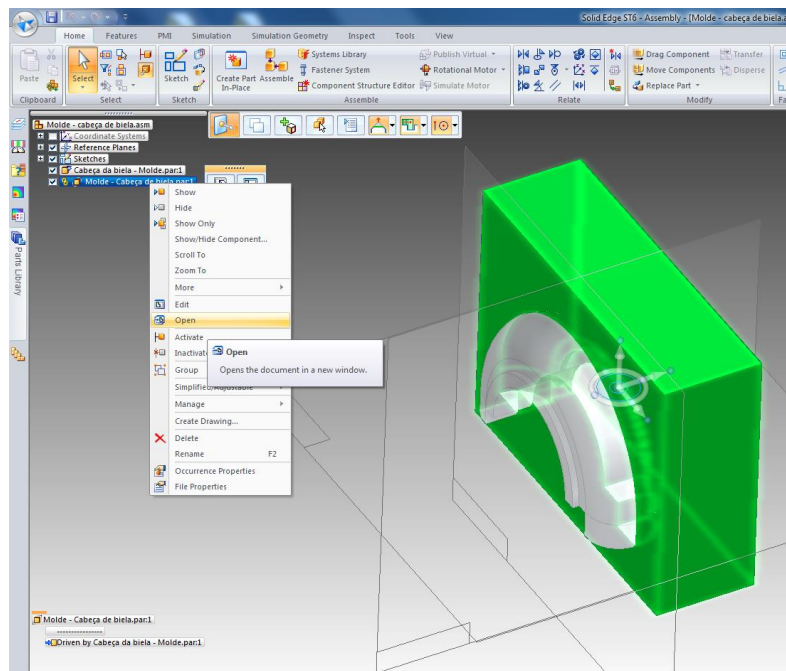 Solid Edge ST6 - Assembly - [Molde - cabeça de biela.a
Home Features PMI Simulation Simulation Geometry Inspect Tools View
Paste
Clipboard
Select
Select
Sketch
Sketch
Create Part In-Place
Assemble
Systems Library
Fastener System
Component Structure Editor
Publish Virtual
Rotational Motor
Simulate Motor
Assemble
Relate
Drag Component
Move Components
Replace Part
Transfer
Disperse
Modify
Fa
Molde - cabeça de biela.asm
Coordinate Systems
Reference Planes
Sketches
Cabeça da biela - Molde.par:1
Molde - Cabeça de biela.par:1
Parts Library
Show
Hide
Show Only
Show/Hide Component...
Scroll To
Zoom To
More
Edit
Open
Activate
Inactivate
Open
Opens the document in a new window.
Group
Simplified/Adjustable
Manage
Create Drawing...
Delete
Rename F2
Occurrence Properties
File Properties
Molde - Cabeça de biela.par:1
Driven by Cabeça da biela - Molde.par:1